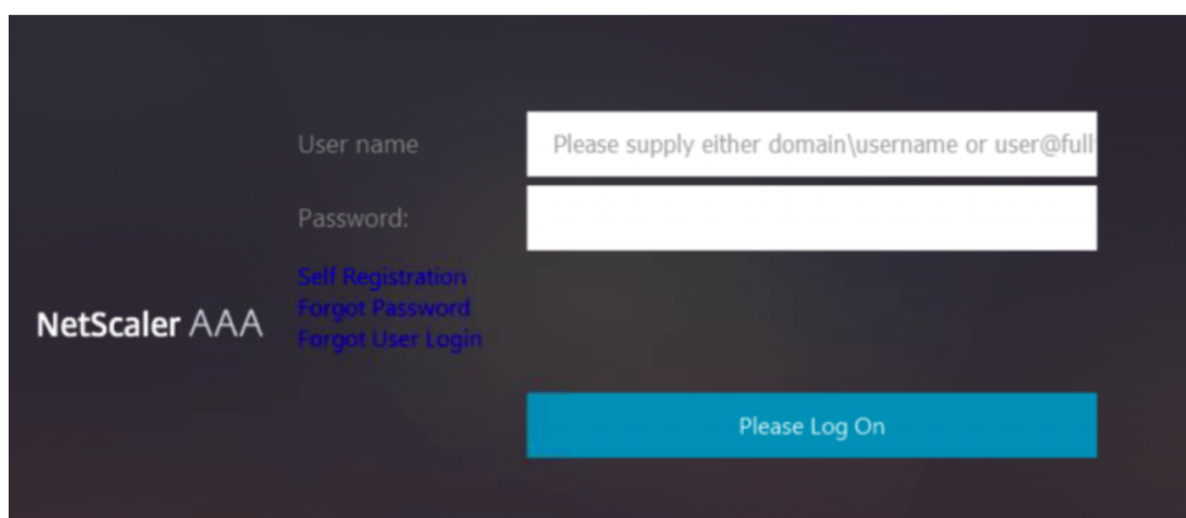 User name
Please supply either domain\username or user@full
Password:
Self Registration
Forgot Password
Forgot User Login
NetScaler AAA
Please Log On